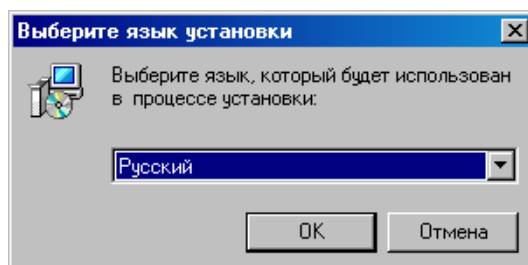 Выберите язык установки
Выберите язык, который будет использован
в процессе установки:
Русский
OK
Отмена